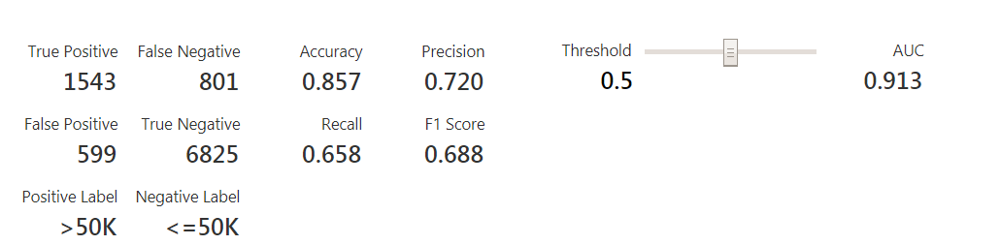 True Positive False Negative Accuracy Precision Threshold AUC
1543 801 0.857 0.720 0.5 0.913
False Positive True Negative Recall F1 Score
599 6825 0.658 0.688
Positive Label Negative Label
>50K <=50K